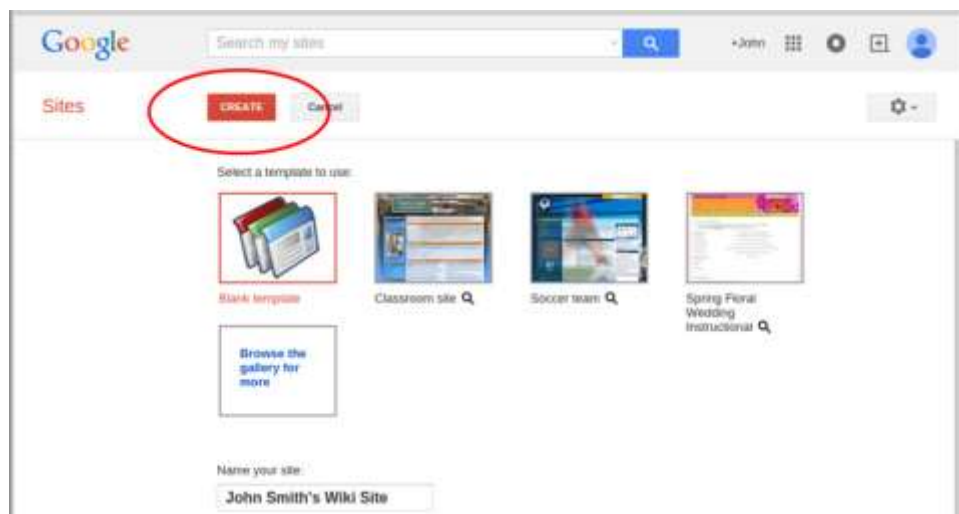 Google
Search my sites
+John
Sites
CREATE
Cancel
Select a template to use:
Blank template
Classroom site
Soccer team
Spring Floral
Wedding
Instructional
Browse the
gallery for
more
Name your site:
John Smith's Wiki Site